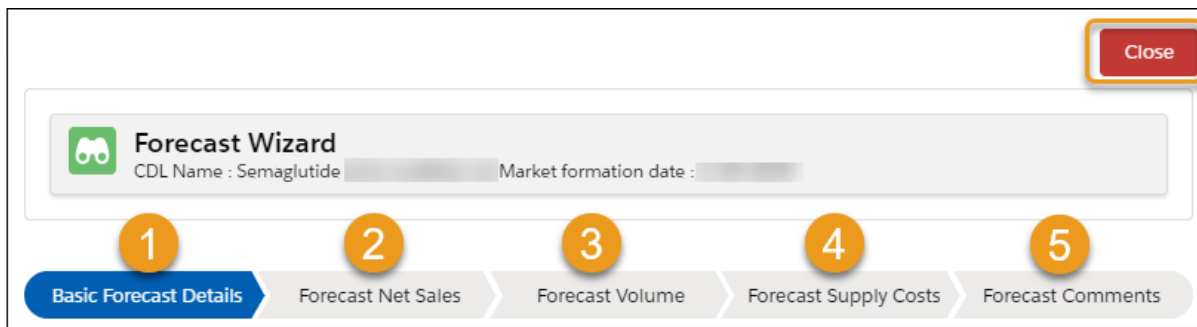 Close
Forecast Wizard
CDL Name : Semaglutide Market formation date :
1 2 3 4 5
Basic Forecast Details Forecast Net Sales Forecast Volume Forecast Supply Costs Forecast Comments